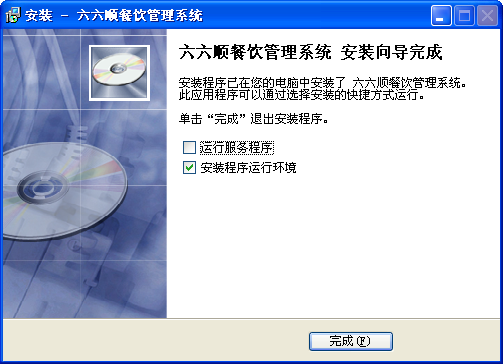 安装 - 六六顺餐饮管理系统
六六顺餐饮管理系统 安装向导完成
安装程序已在您的电脑中安装了 六六顺餐饮管理系统。
此应用程序可以通过选择安装的快捷方式运行。
单击“完成”退出安装程序。
运行服务程序
安装程序运行环境
完成(F)